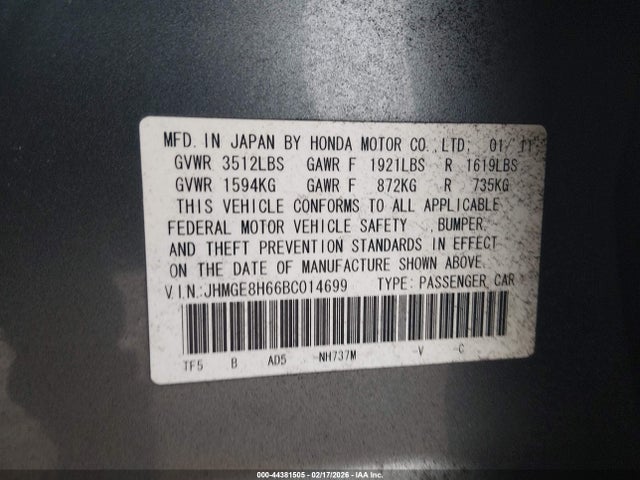 MFD. IN JAPAN BY HONDA MOTOR CO.,LTD. 01/11
GVWR 3512LBS GAWR F 1921LBS R 1619LBS
GVWR 1594KG GAWR F 872KG R 735KG
THIS VEHICLE CONFORMS TO ALL APPLICABLE
FEDERAL MOTOR VEHICLE SAFETY ,BUMPER,
AND THEFT PREVENTION STANDARDS IN EFFECT
ON THE DATE OF MANUFACTURE SHOWN ABOVE.
V.I.N.:JHMGE8H66BC014699 TYPE: PASSENGER CAR
TF5 B AD5 NH737M -V C
000-44381505 - 02/17/2026 - IAA Inc.